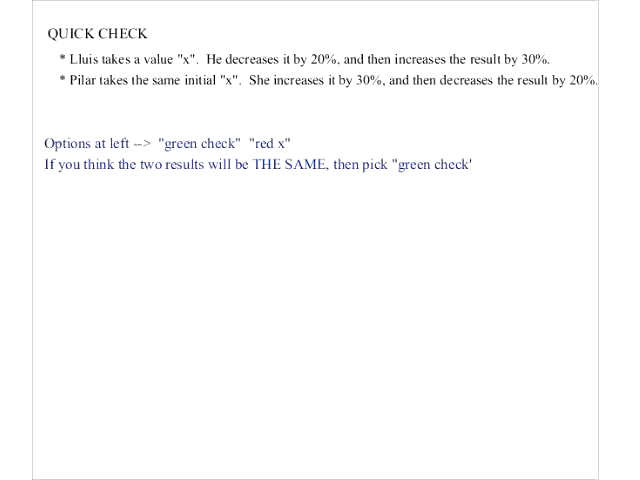 QUICK CHECK
* Lluis takes a value "x".  He decreases it by 20%, and then increases the result by 30%.
* Pilar takes the same initial "x".  She increases it by 30%, and then decreases the result by 20%.
Options at left -->  "green check"  "red x"
If you think the two results will be THE SAME, then pick "green check'